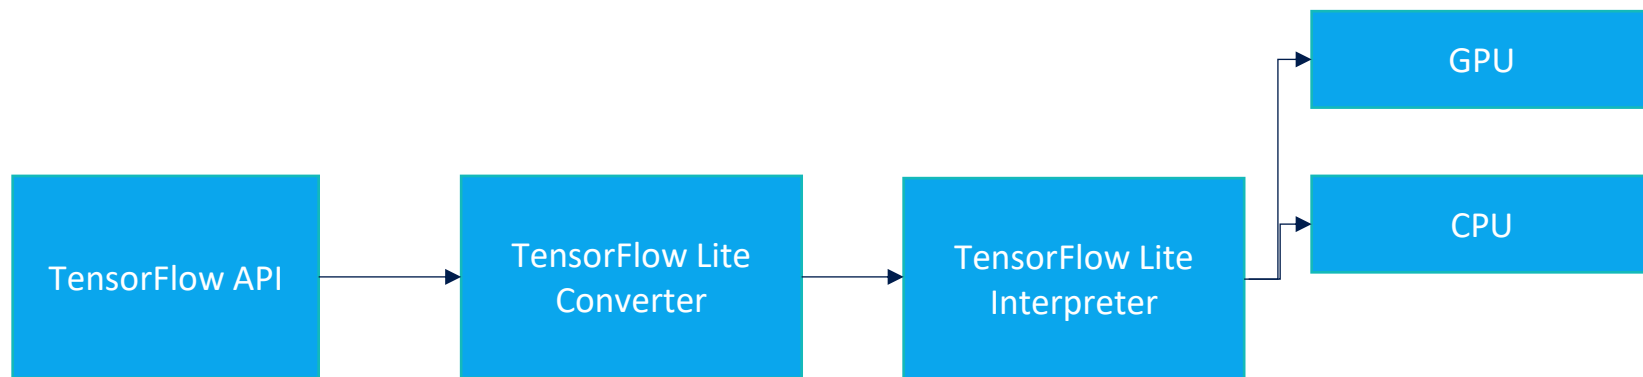 GPU
CPU
TensorFlow API
TensorFlow Lite
Converter
TensorFlow Lite
Interpreter